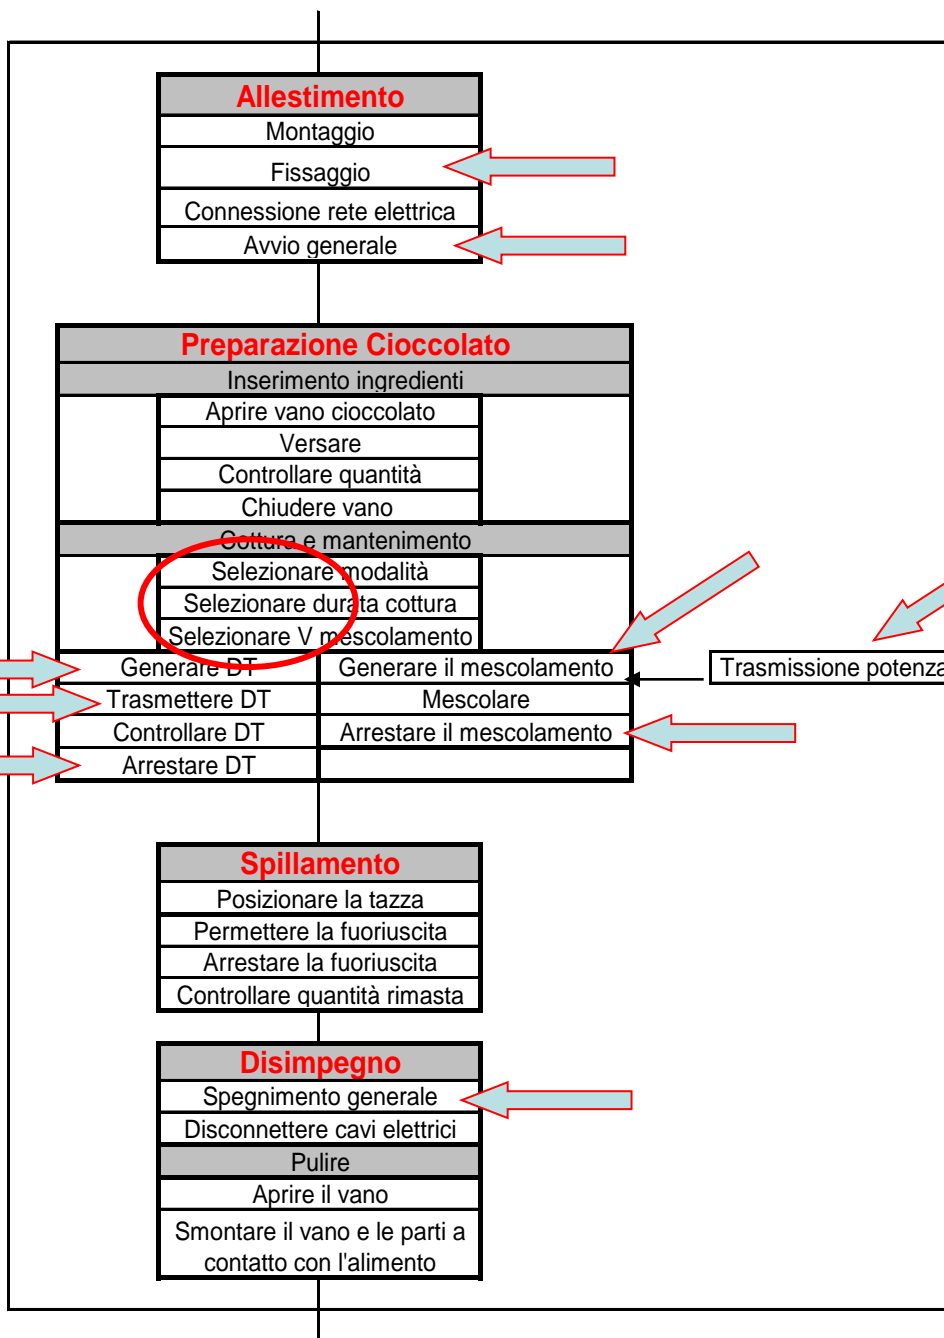 Allestimento
Montaggio
Fissaggio
Connessione rete elettrica
Avvio generale
Preparazione Cioccolato
Inserimento ingredienti
Aprire vano cioccolato
Versare
Controllare quantità
Chiudere vano
Cottura e mantenimento
Selezionare modalità
Selezionare durata cottura
Selezionare V mescolamento
Generare DT
Generare il mescolamento
Trasmissione potenza
Trasmettere DT
Mescolare
Controllare DT
Arrestare il mescolamento
Arrestare DT
Spillamento
Posizionare la tazza
Permettere la fuoriuscita
Arrestare la fuoriuscita
Controllare quantità rimasta
Disimpegno
Spegnimento generale
Disconnettere cavi elettrici
Pulire
Aprire il vano
Smontare il vano e le parti a
contatto con l'alimento